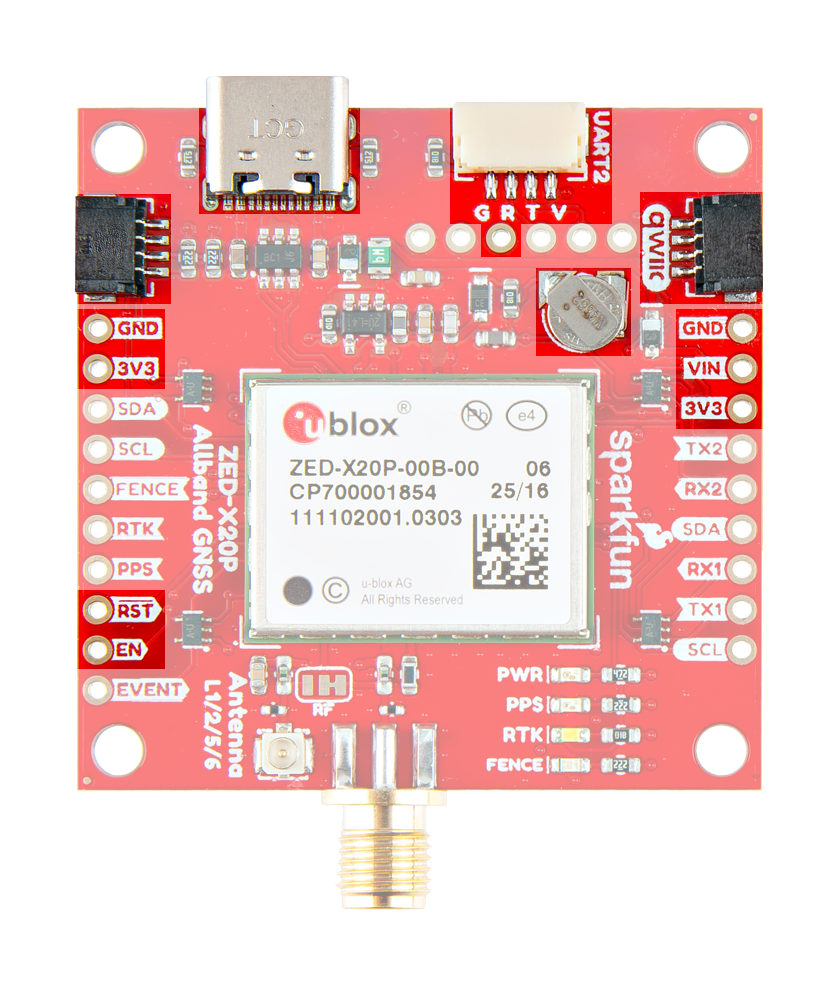 GCT
UART2
G R T V
qwiic
GND
3V3
SDA
SCL
FENCE
RTK
PPS
RST
EN
EVENT
GND
VIN
3V3
TX2
RX2
SDA
RX1
TX1
SCL
ZED-X20P
Allband GNSS
sparkfun
u-blox®
Pb
e4
ZED-X20P-00B-00 06
CP700001854 25/16
111102001.0303
© u-blox AG
All Rights Reserved
Antenna
L1/2/5/6
RF
PWR
PPS
RTK
FENCE